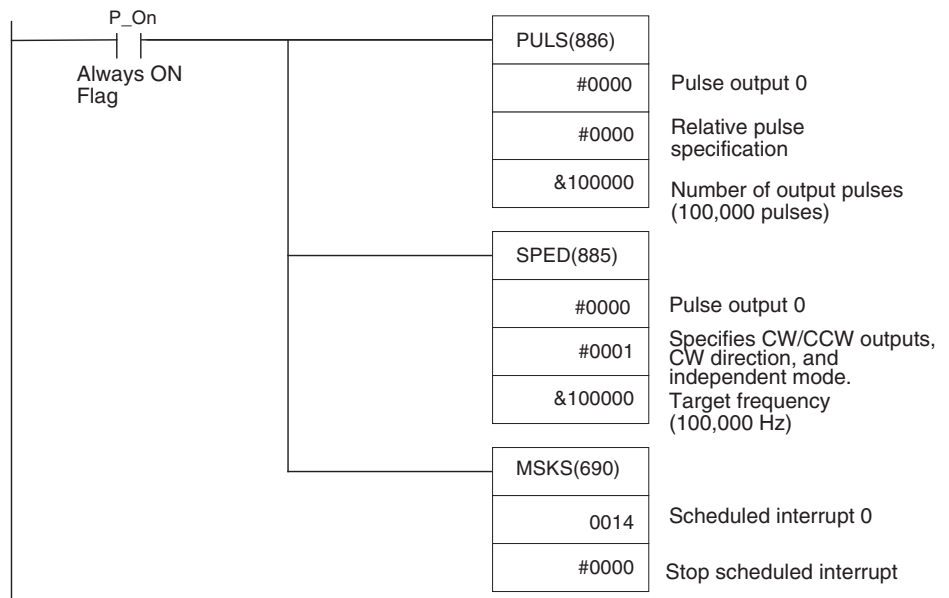 P_On
Always ON
Flag
PULS(886)
#0000 Pulse output 0
#0000 Relative pulse
specification
&100000 Number of output pulses
(100,000 pulses)
SPED(885)
#0000 Pulse output 0
#0001 Specifies CW/CCW outputs,
CW direction, and
independent mode.
&100000 Target frequency
(100,000 Hz)
MSKS(690)
0014 Scheduled interrupt 0
#0000 Stop scheduled interrupt